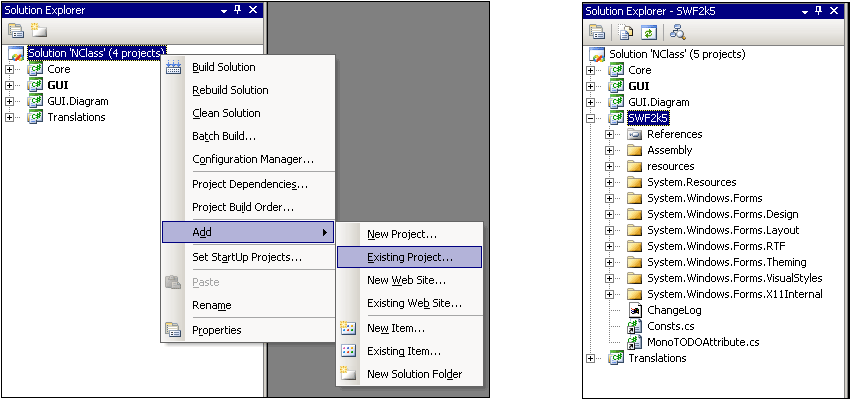 Solution Explorer
Solution 'NClass' (4 projects)
Core
GUI
GUI.Diagram
Translations
Build Solution
Rebuild Solution
Clean Solution
Batch Build...
Configuration Manager...
Project Dependencies...
Project Build Order...
Add
Set StartUp Projects...
Paste
Rename
Properties
New Project...
Existing Project...
New Web Site...
Existing Web Site...
New Item...
Existing Item...
New Solution Folder
Solution Explorer - SWF2k5
Solution 'NClass' (5 projects)
Core
GUI
GUI.Diagram
SWF2k5
References
Assembly
resources
System.Resources
System.Windows.Forms
System.Windows.Forms.Design
System.Windows.Forms.Layout
System.Windows.Forms.RTF
System.Windows.Forms.Theming
System.Windows.Forms.VisualStyles
System.Windows.Forms.X11Internal
ChangeLog
Consts.cs
MonoTODOAttribute.cs
Translations